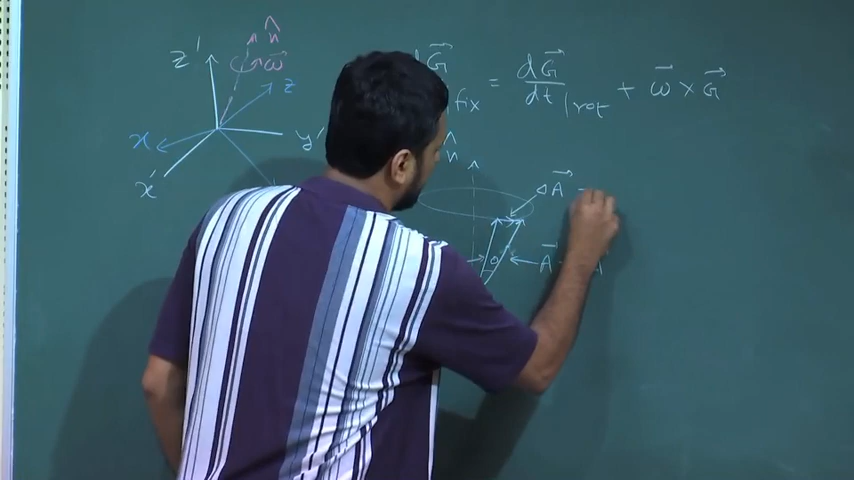 z' n̂ ω⃗ z
x y'
x'
dG⃗ fix = dG⃗/dt |rot + ω⃗ × G⃗
n̂
ΔA⃗
θ A⃗